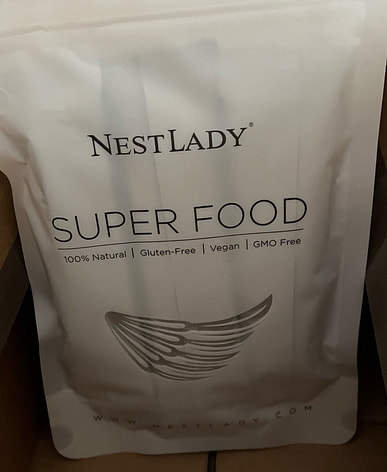 NESTLADY®
SUPER FOOD
100% Natural | Gluten-Free | Vegan | GMO Free
WWW.NESTLADY.COM